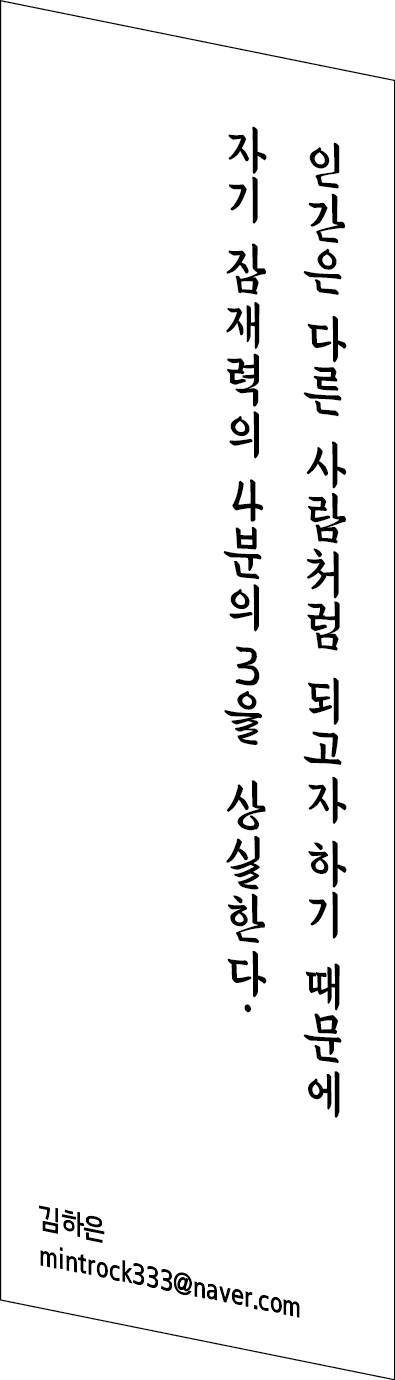 인간은 다른 사람처럼 되고자 하기 때문에
자기 잠재력의 4분의 3을 상실한다.
김하은
mintrock333@naver.com